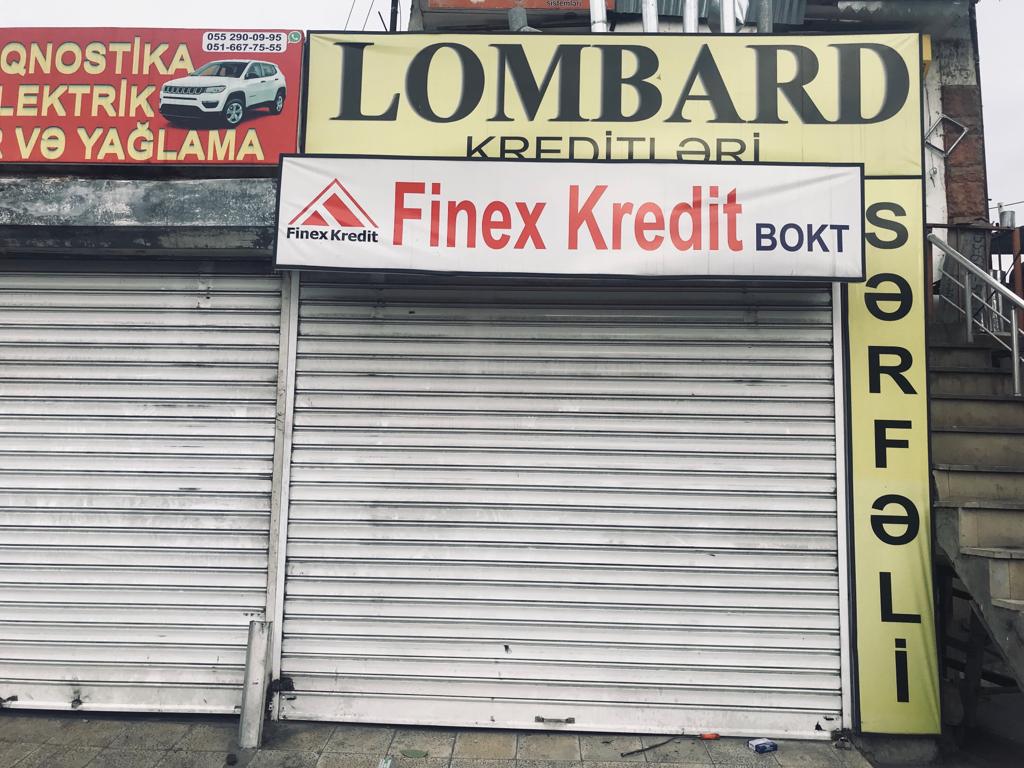 sistemləri
055 290-09-95
051-667-75-55
QNOSTİKA
LEKTRİK
VƏ YAĞLAMA
LOMBARD
KREDİTLƏRİ
Finex Kredit
Finex Kredit BOKT
SƏRFƏLİ